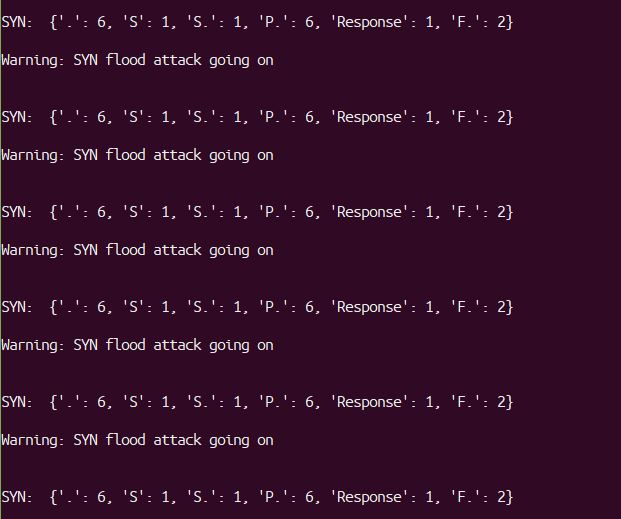 SYN:  {'.': 6, 'S': 1, 'S.': 1, 'P.': 6, 'Response': 1, 'F.': 2}
Warning: SYN flood attack going on
SYN:  {'.': 6, 'S': 1, 'S.': 1, 'P.': 6, 'Response': 1, 'F.': 2}
Warning: SYN flood attack going on
SYN:  {'.': 6, 'S': 1, 'S.': 1, 'P.': 6, 'Response': 1, 'F.': 2}
Warning: SYN flood attack going on
SYN:  {'.': 6, 'S': 1, 'S.': 1, 'P.': 6, 'Response': 1, 'F.': 2}
Warning: SYN flood attack going on
SYN:  {'.': 6, 'S': 1, 'S.': 1, 'P.': 6, 'Response': 1, 'F.': 2}
Warning: SYN flood attack going on
SYN:  {'.': 6, 'S': 1, 'S.': 1, 'P.': 6, 'Response': 1, 'F.': 2}